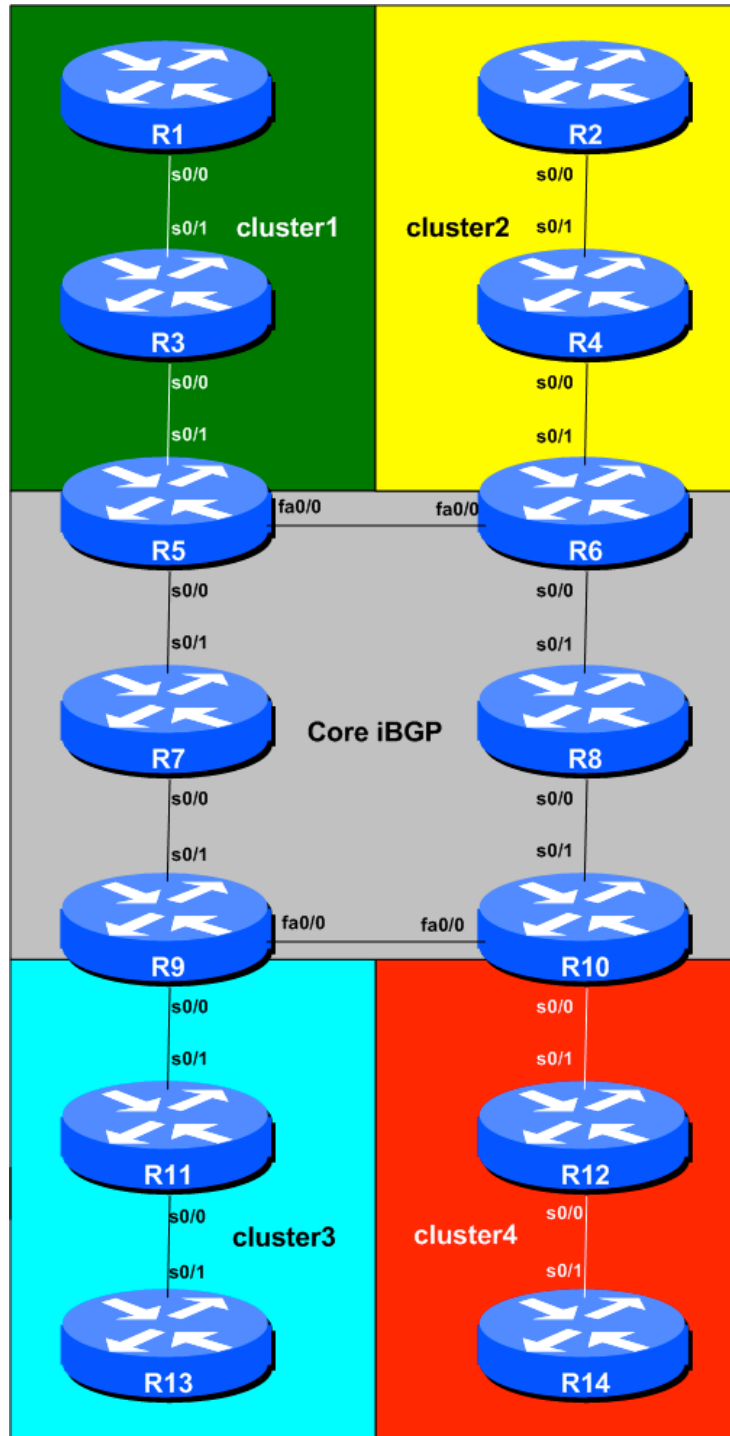 R1
R2
s0/0
s0/0
s0/1
cluster1
cluster2
s0/1
R3
R4
s0/0
s0/0
s0/1
s0/1
R5
fa0/0
fa0/0
R6
s0/0
s0/0
s0/1
s0/1
R7
Core iBGP
R8
s0/0
s0/0
s0/1
s0/1
R9
fa0/0
fa0/0
R10
s0/0
s0/0
s0/1
s0/1
R11
R12
s0/0
s0/0
cluster3
cluster4
s0/1
s0/1
R13
R14